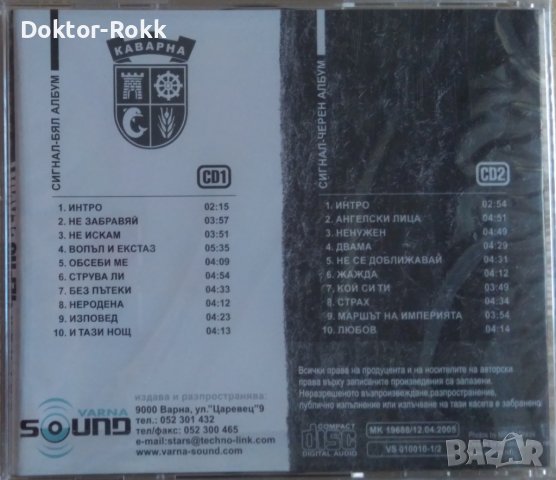 Doktor-Rokk
КАВАРНА
СИГНАЛ-БЯЛ АЛБУМ
CD1
1. ИНТРО 02:15
2. НЕ ЗАБРАВЯЙ 03:57
3. НЕ ИСКАМ 03:51
4. ВОПЪЛ И ЕКСТАЗ 05:35
5. ОБСЕБИ МЕ 04:09
6. СТРУВА ЛИ 04:54
7. БЕЗ ПЪТЕКИ 04:33
8. НЕРОДЕНА 04:12
9. ИЗПОВЕД 04:23
10. И ТАЗИ НОЩ 04:13
СИГНАЛ-ЧЕРЕН АЛБУМ
CD2
1. ИНТРО 02:54
2. АНГЕЛСКИ ЛИЦА 04:51
3. НЕНУЖЕН 04:49
4. ДВАМА 04:29
5. НЕ СЕ ДОБЛИЖАВАЙ 04:31
6. ЖАЖДА 04:12
7. КОЙ СИ ТИ 03:49
8. СТРАХ 04:34
9. МАРШЪТ НА ИМПЕРИЯТА 03:54
10. ЛЮБОВ 04:14
VARNA
SOUND
издава и разпространява:
9000 Варна, ул."Царевец"9
тел.: 052 301 432
тел/факс: 052 300 465
e-mail:stars@techno-link.com
www.varna-sound.com
Всички права на продуцента и на носителите на авторски
права върху записаните произведения са запазени.
Неразрешеното възпроизвеждане,разпространение,
публично изпълнение или излъчване на тази касета е забранено
COMPACT
disc
DIGITAL AUDIO
МК 19688/12.04.2005
VS 010010-1/2
bazar